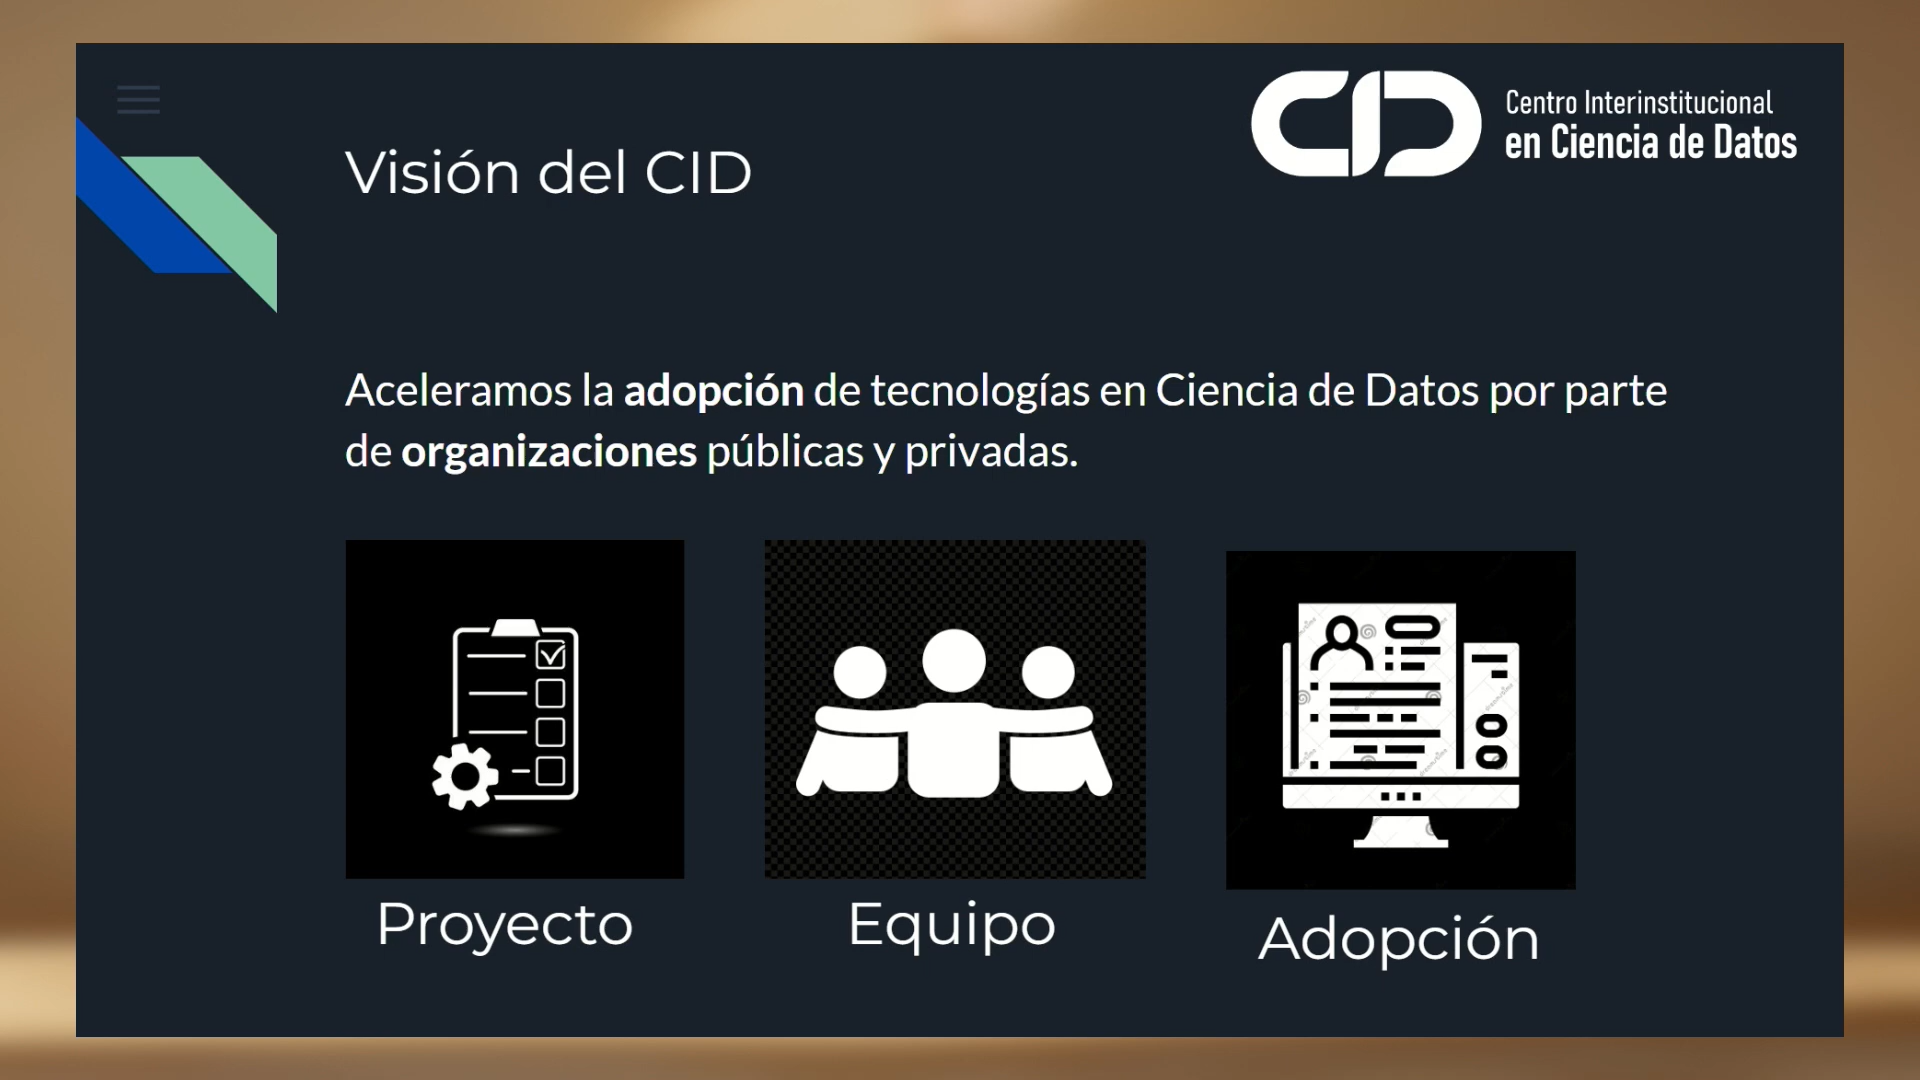 CID
Centro Interinstitucional
en Ciencia de Datos
Visión del CID
Aceleramos la adopción de tecnologías en Ciencia de Datos por parte
de organizaciones públicas y privadas.
Proyecto
Equipo
Adopción